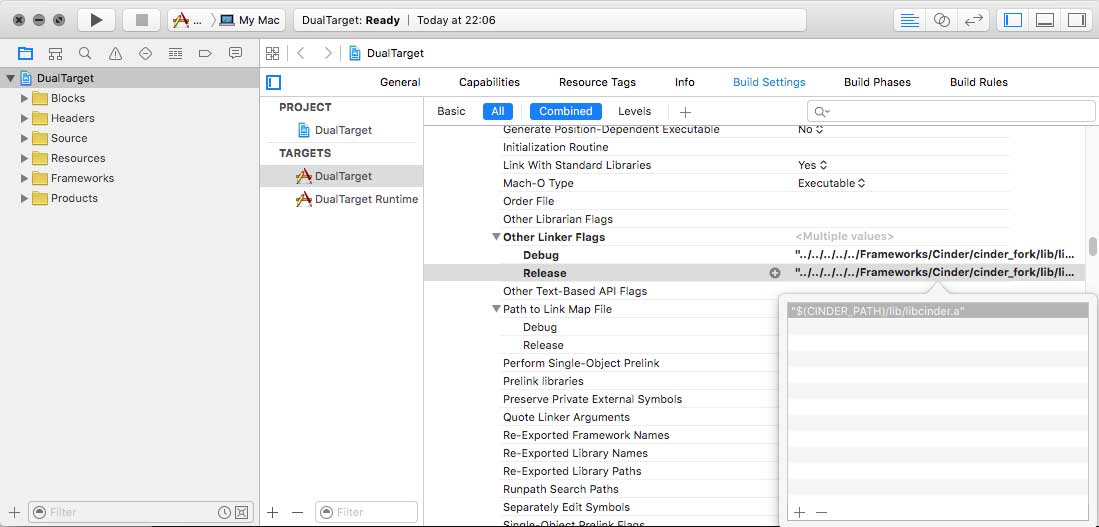 ... My Mac
DualTarget: Ready | Today at 22:06
DualTarget
DualTarget
Blocks
Headers
Source
Resources
Frameworks
Products
Filter
General Capabilities Resource Tags Info Build Settings Build Phases Build Rules
PROJECT
DualTarget
TARGETS
DualTarget
DualTarget Runtime
Filter
Basic All Combined Levels
Generate Position-Dependent Executable No
Initialization Routine
Link With Standard Libraries Yes
Mach-O Type Executable
Order File
Other Librarian Flags
Other Linker Flags <Multiple values>
Debug "../../../../../Frameworks/Cinder/cinder_fork/lib/li...
Release "../../../../../Frameworks/Cinder/cinder_fork/lib/li...
Other Text-Based API Flags
Path to Link Map File
Debug
Release
Perform Single-Object Prelink
Prelink libraries
Preserve Private External Symbols
Quote Linker Arguments
Re-Exported Framework Names
Re-Exported Library Names
Re-Exported Library Paths
Runpath Search Paths
Separately Edit Symbols
Single-Object Prelink Flags
"$(CINDER_PATH)/lib/libcinder.a"